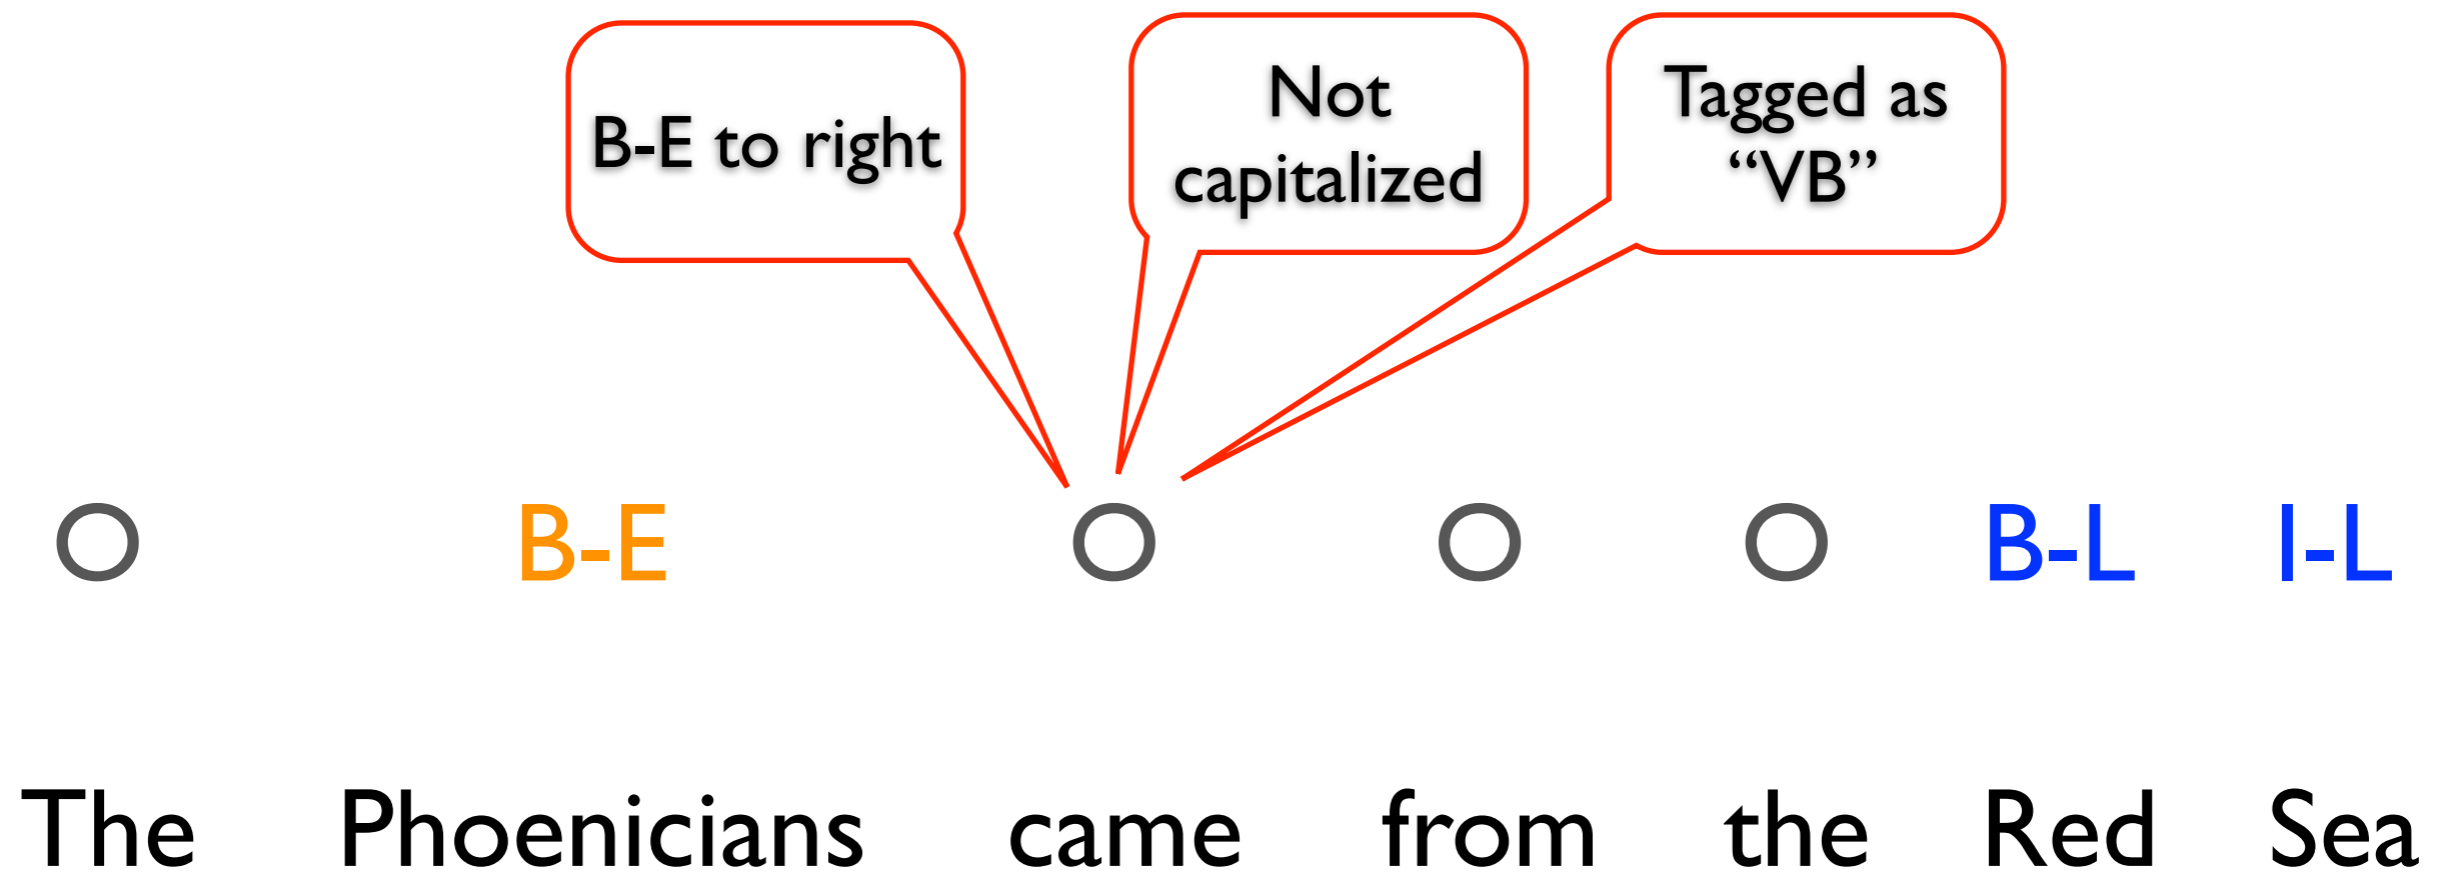 B-E to right
Not
capitalized
Tagged as
“VB”
O B-E O O O B-L I-L
The Phoenicians came from the Red Sea